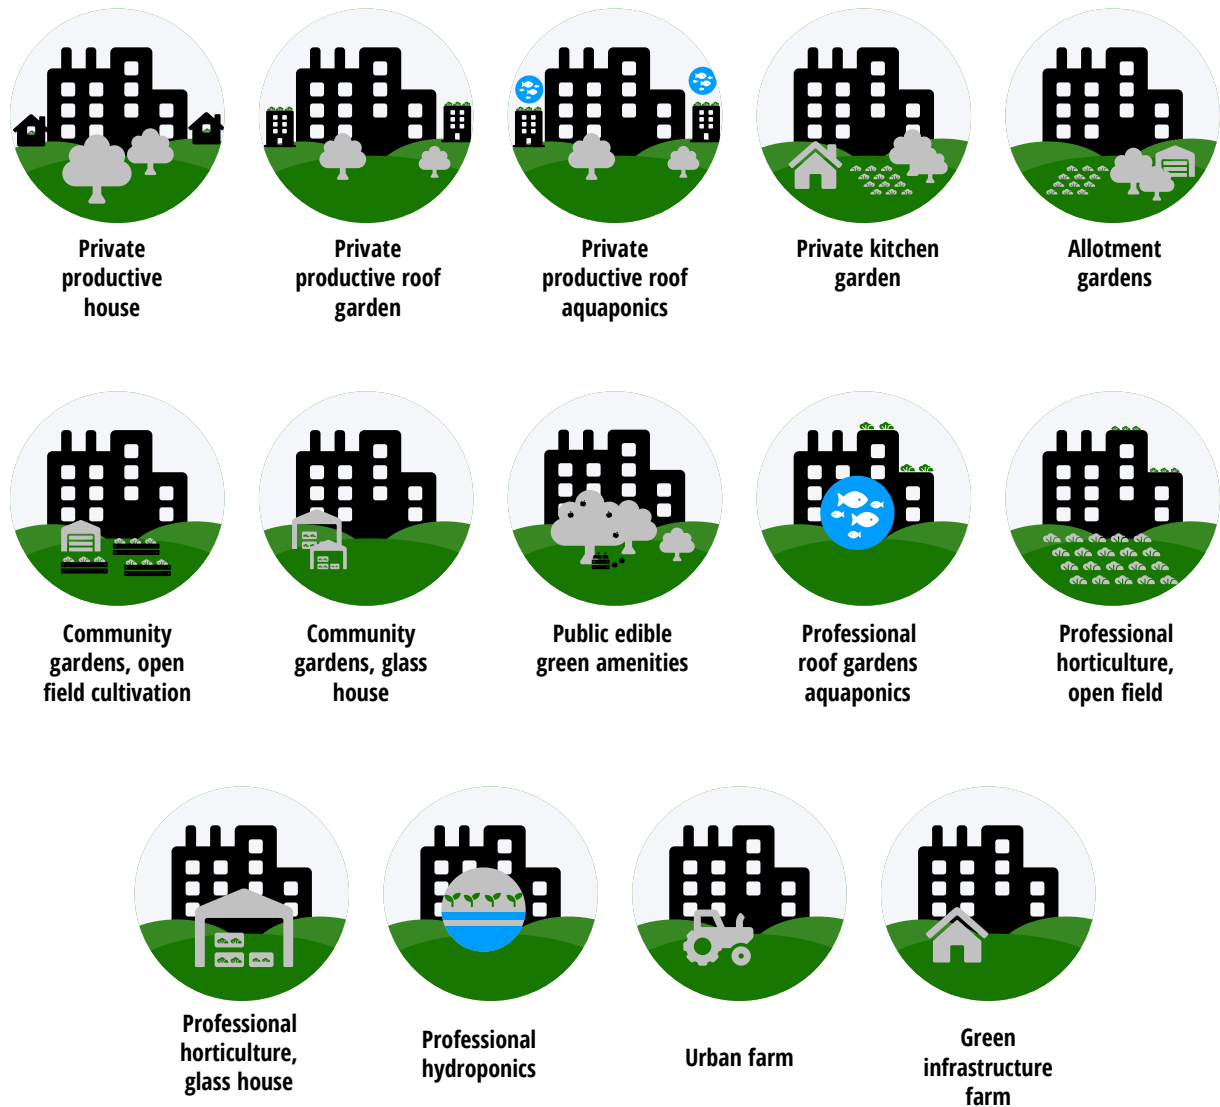 Private
productive
house
Private
productive roof
garden
Private
productive roof
aquaponics
Private kitchen
garden
Allotment
gardens
Community
gardens, open
field cultivation
Community
gardens, glass
house
Public edible
green amenities
Professional
roof gardens
aquaponics
Professional
horticulture,
open field
Professional
horticulture,
glass house
Professional
hydroponics
Urban farm
Green
infrastructure
farm